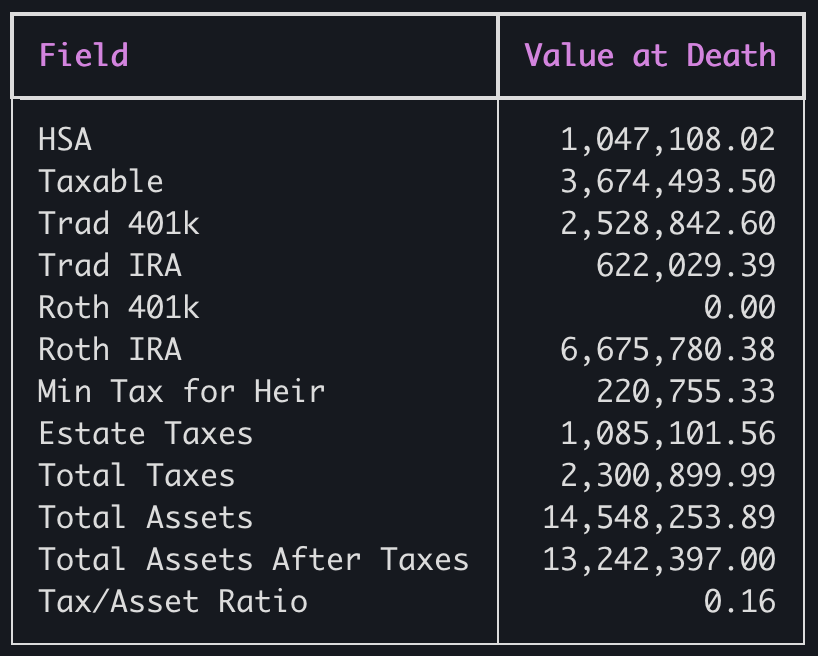 Field Value at Death
HSA 1,047,108.02
Taxable 3,674,493.50
Trad 401k 2,528,842.60
Trad IRA 622,029.39
Roth 401k 0.00
Roth IRA 6,675,780.38
Min Tax for Heir 220,755.33
Estate Taxes 1,085,101.56
Total Taxes 2,300,899.99
Total Assets 14,548,253.89
Total Assets After Taxes 13,242,397.00
Tax/Asset Ratio 0.16